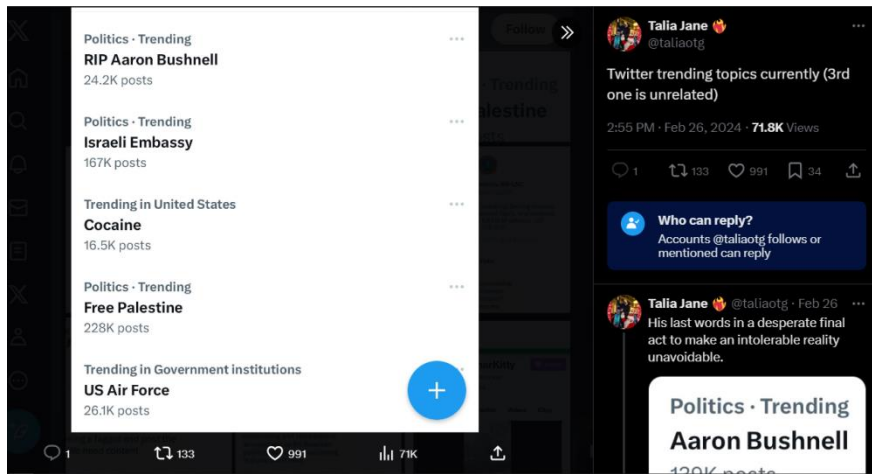 Politics · Trending
RIP Aaron Bushnell
24.2K posts
Politics · Trending
Israeli Embassy
167K posts
Trending in United States
Cocaine
16.5K posts
Politics · Trending
Free Palestine
228K posts
Trending in Government institutions
US Air Force
26.1K posts
1
133
991
71K
Follow
Talia Jane
@taliaotg
Twitter trending topics currently (3rd
one is unrelated)
2:55 PM · Feb 26, 2024 · 71.8K Views
1
133
991
34
Who can reply?
Accounts @taliaotg follows or
mentioned can reply
Talia Jane @taliaotg · Feb 26
His last words in a desperate final
act to make an intolerable reality
unavoidable.
Politics · Trending
Aaron Bushnell